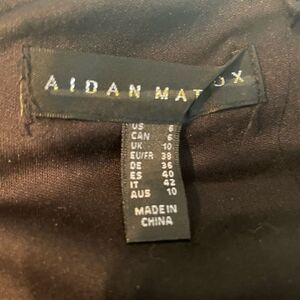 AIDAN MATTOX
US 6
CAN 6
UK 10
EU/FR 38
DE 36
ES 40
IT 42
AUS 10
MADE IN
CHINA